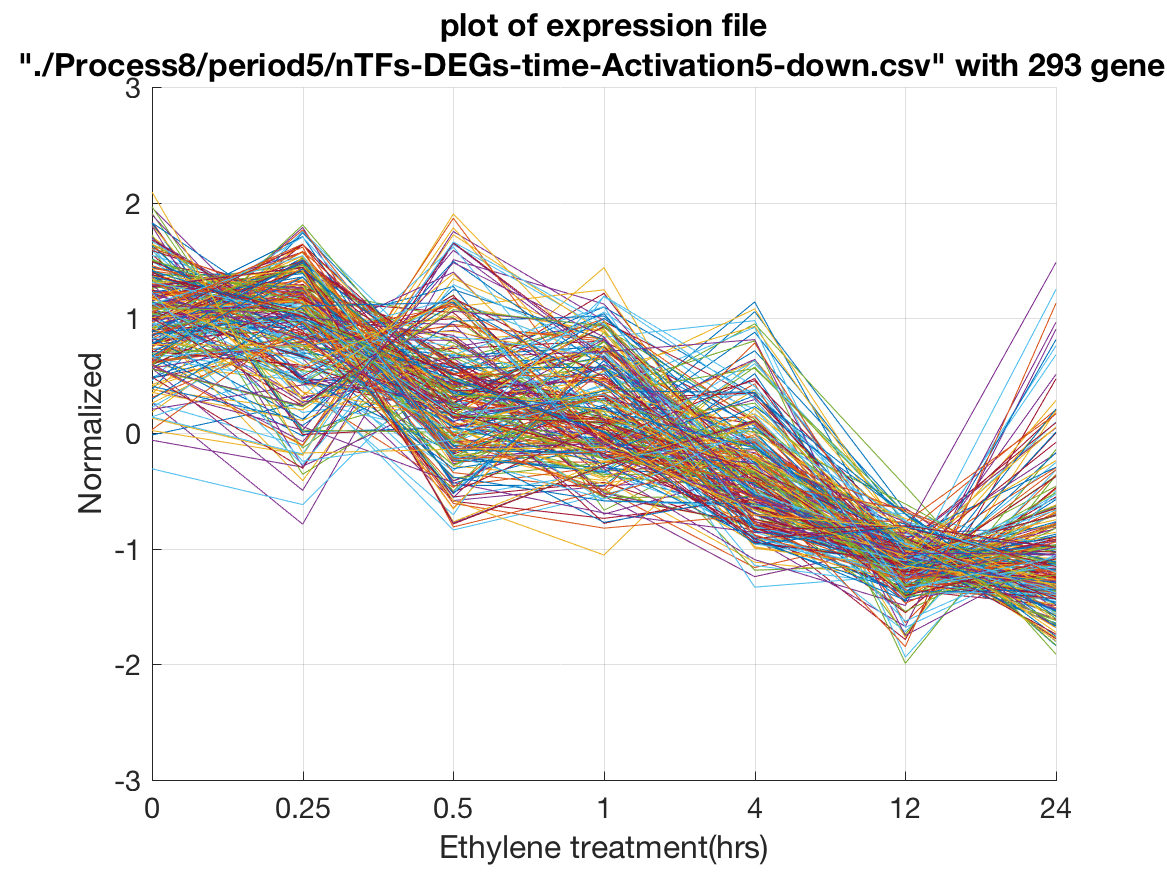 plot of expression file
"./Process8/period5/nTFs-DEGs-time-Activation5-down.csv" with 293 gene
3
2
1
0
-1
-2
-3
Normalized
0 0.25 0.5 1 4 12 24
Ethylene treatment(hrs)